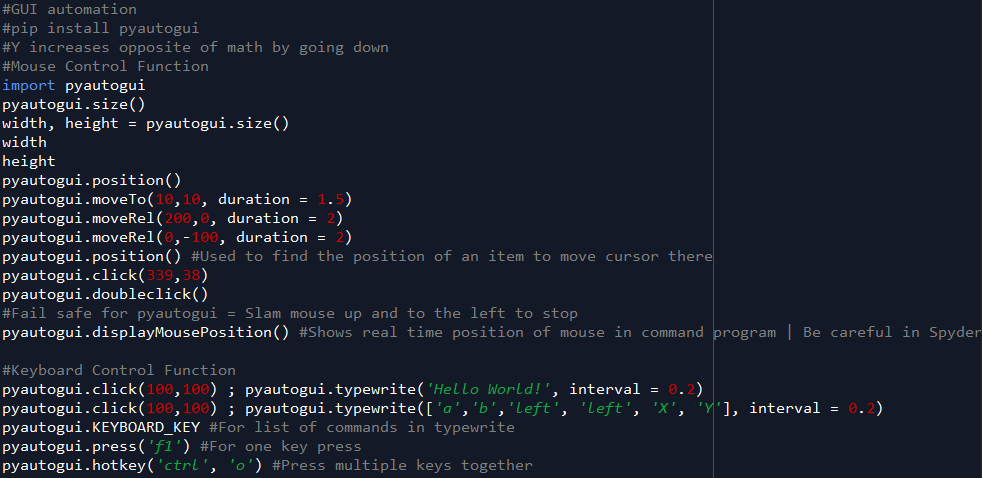 #GUI automation
#pip install pyautogui
#Y increases opposite of math by going down
#Mouse Control Function
import pyautogui
pyautogui.size()
width, height = pyautogui.size()
width
height
pyautogui.position()
pyautogui.moveTo(10,10, duration = 1.5)
pyautogui.moveRel(200,0, duration = 2)
pyautogui.moveRel(0,-100, duration = 2)
pyautogui.position() #Used to find the position of an item to move cursor there
pyautogui.click(339,38)
pyautogui.doubleclick()
#Fail safe for pyautogui = Slam mouse up and to the left to stop
pyautogui.displayMousePosition() #Shows real time position of mouse in command program | Be careful in Spyder
#Keyboard Control Function
pyautogui.click(100,100) ; pyautogui.typewrite('Hello World!', interval = 0.2)
pyautogui.click(100,100) ; pyautogui.typewrite(['a','b','left', 'left', 'X', 'Y'], interval = 0.2)
pyautogui.KEYBOARD_KEY #For list of commands in typewrite
pyautogui.press('f1') #For one key press
pyautogui.hotkey('ctrl', 'o') #Press multiple keys together